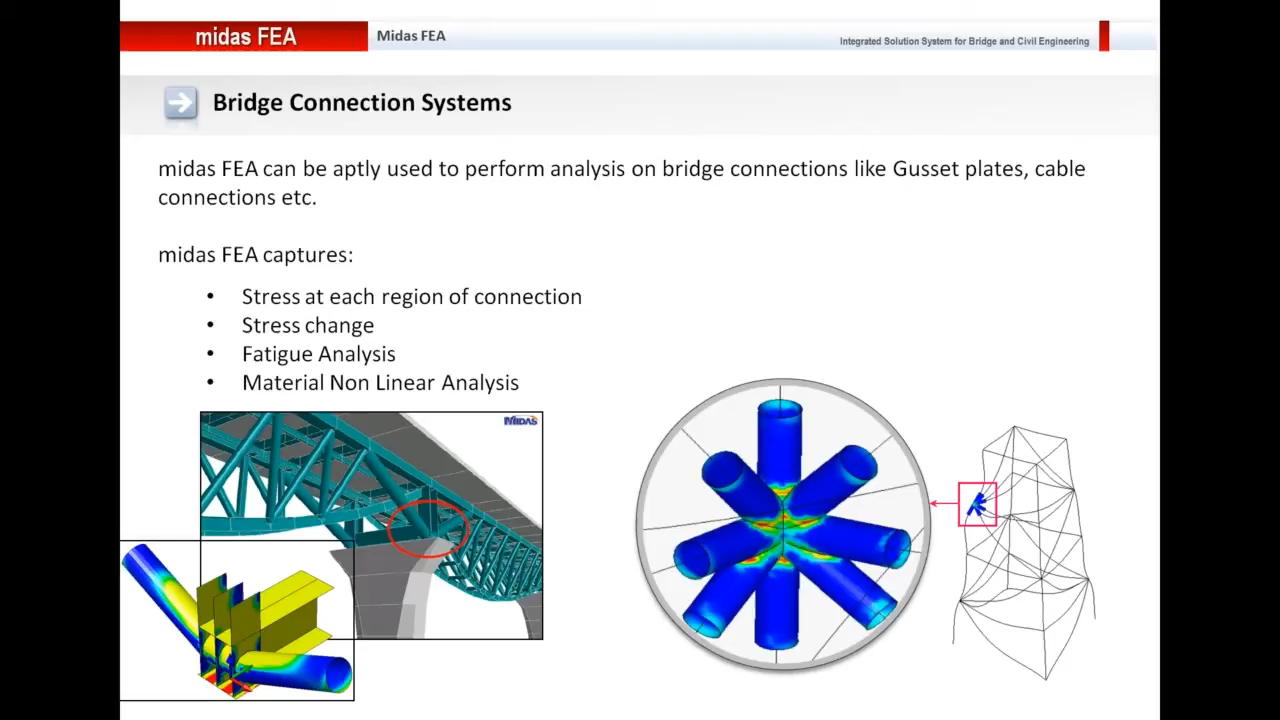 midas FEA
Midas FEA
Integrated Solution System for Bridge and Civil Engineering
Bridge Connection Systems
midas FEA can be aptly used to perform analysis on bridge connections like Gusset plates, cable
connections etc.
midas FEA captures:
• Stress at each region of connection
• Stress change
• Fatigue Analysis
• Material Non Linear Analysis
MIDAS